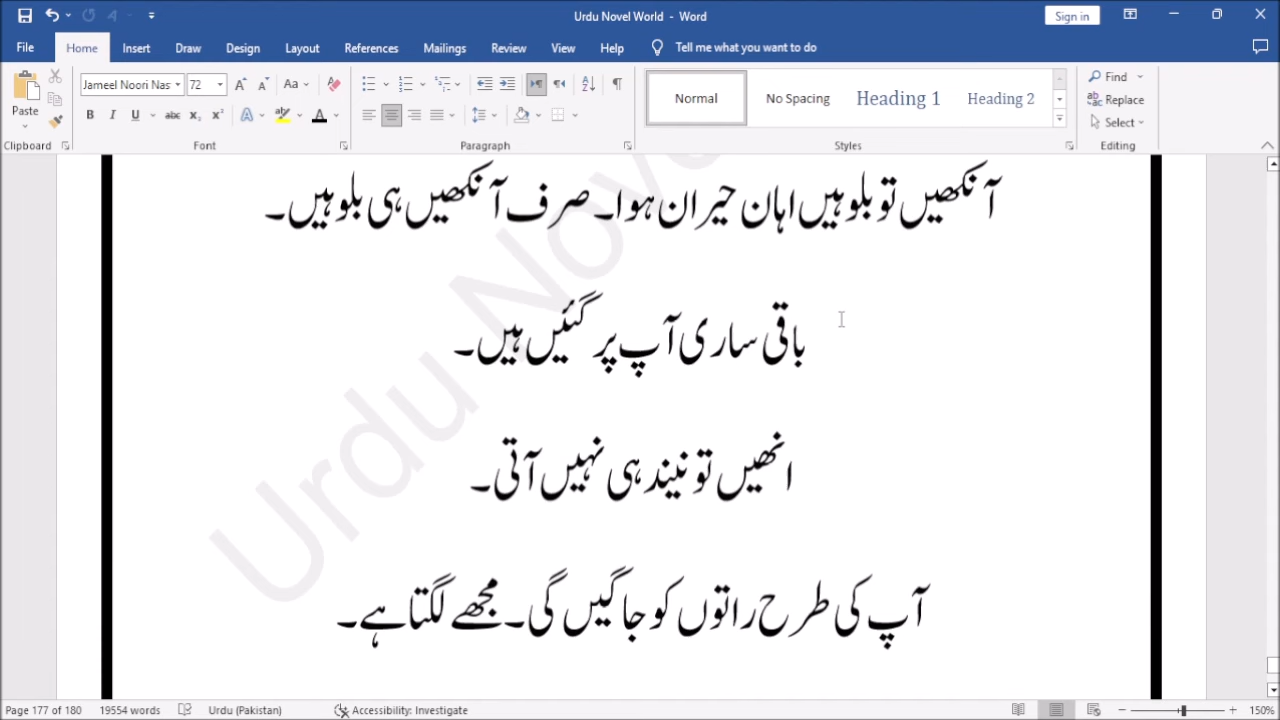 Urdu Novel World - Word
Sign in
File Home Insert Draw Design Layout References Mailings Review View Help Tell me what you want to do
Paste
Jameel Noori Nas 72
Normal
No Spacing
Heading 1
Heading 2
Find
Replace
Select
Clipboard Font Paragraph Styles Editing
آنکھیں تو بلو ہیں اہان حیران ہوا۔ صرف آنکھیں ہی بلو ہیں۔
باقی ساری آپ پر گئیں ہیں۔
انھیں تو نیند ہی نہیں آتی۔
آپ کی طرح راتوں کو جاگیں گی۔ مجھے لگتا ہے۔
Urdu Nov
Page 177 of 180 19554 words Urdu (Pakistan) Accessibility: Investigate 150%